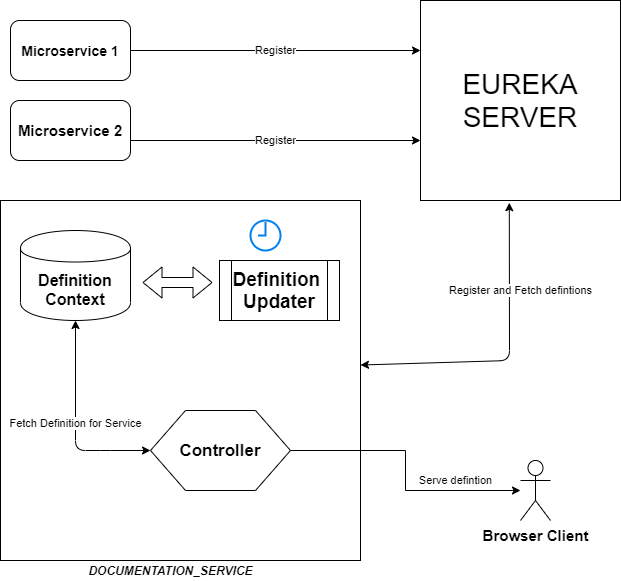 Microservice 1
Register
EUREKA
SERVER
Microservice 2
Register
Definition
Context
Definition
Updater
Register and Fetch defintions
Fetch Definition for Service
Controller
Serve defintion
Browser Client
DOCUMENTATION_SERVICE